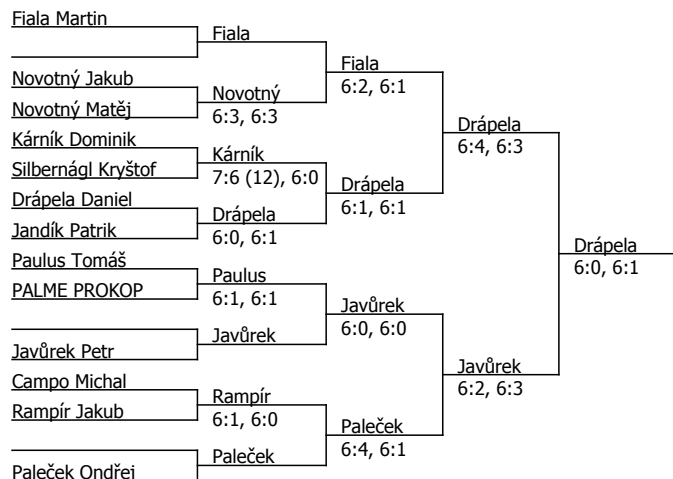 Fiala Martin
Novotný Jakub
Novotný Matěj
Kárník Dominik
Silbernágl Kryštof
Drápela Daniel
Jandík Patrik
Paulus Tomáš
PALME PROKOP
Javůrek Petr
Campo Michal
Rampír Jakub
Paleček Ondřej
Fiala
Novotný
6:3, 6:3
Kárník
7:6 (12), 6:0
Drápela
6:0, 6:1
Paulus
6:1, 6:1
Javůrek
Rampír
6:1, 6:0
Paleček
Fiala
6:2, 6:1
Drápela
6:1, 6:1
Javůrek
6:0, 6:0
Paleček
6:4, 6:1
Drápela
6:4, 6:3
Javůrek
6:2, 6:3
Drápela
6:0, 6:1